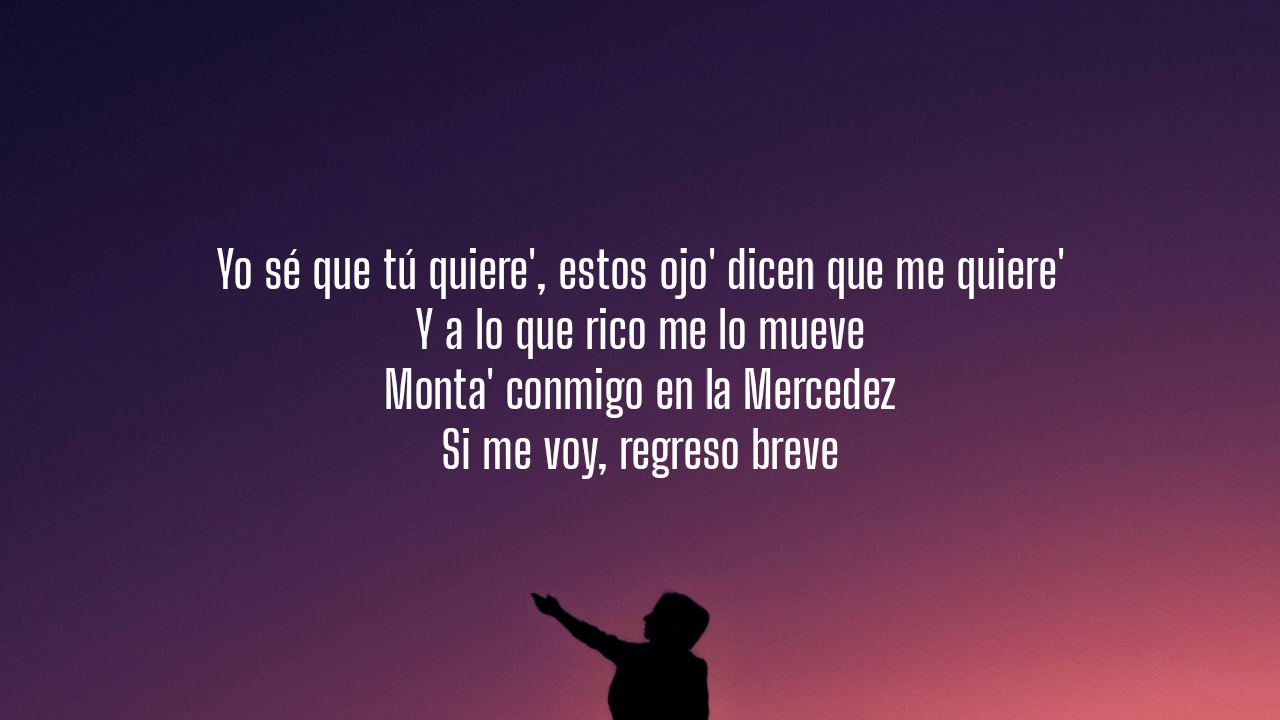 Yo sé que tú quiere', estos ojo' dicen que me quiere'
Y a lo que rico me lo mueve
Monta' conmigo en la Mercedez
Si me voy, regreso breve